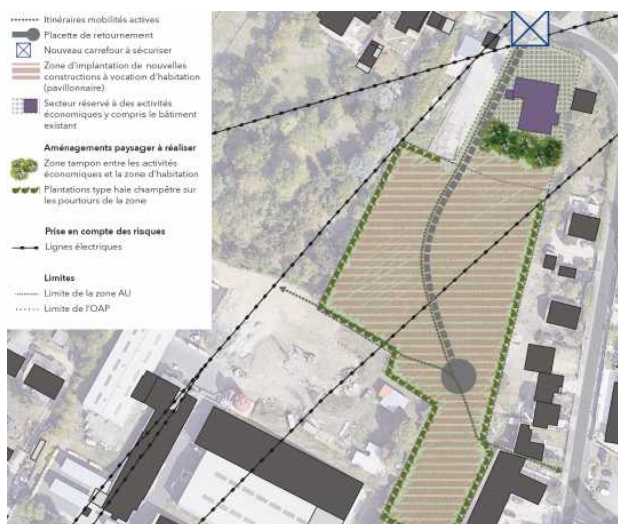 Itinéraires mobilités actives
Placette de retournement
Nouveau carrefour à sécuriser
Zone d'implantation de nouvelles
constructions à vocation d'habitation
(pavillonnaire)
Secteur réservé à des activités
économiques y compris le bâtiment
existant
Aménagements paysager à réaliser
Zone tampon entre les activités
économiques et la zone d'habitation
Plantations type haie champêtre sur
les pourtours de la zone
Prise en compte des risques
Lignes électriques
Limites
Limite de la zone AU
Limite de l'OAP